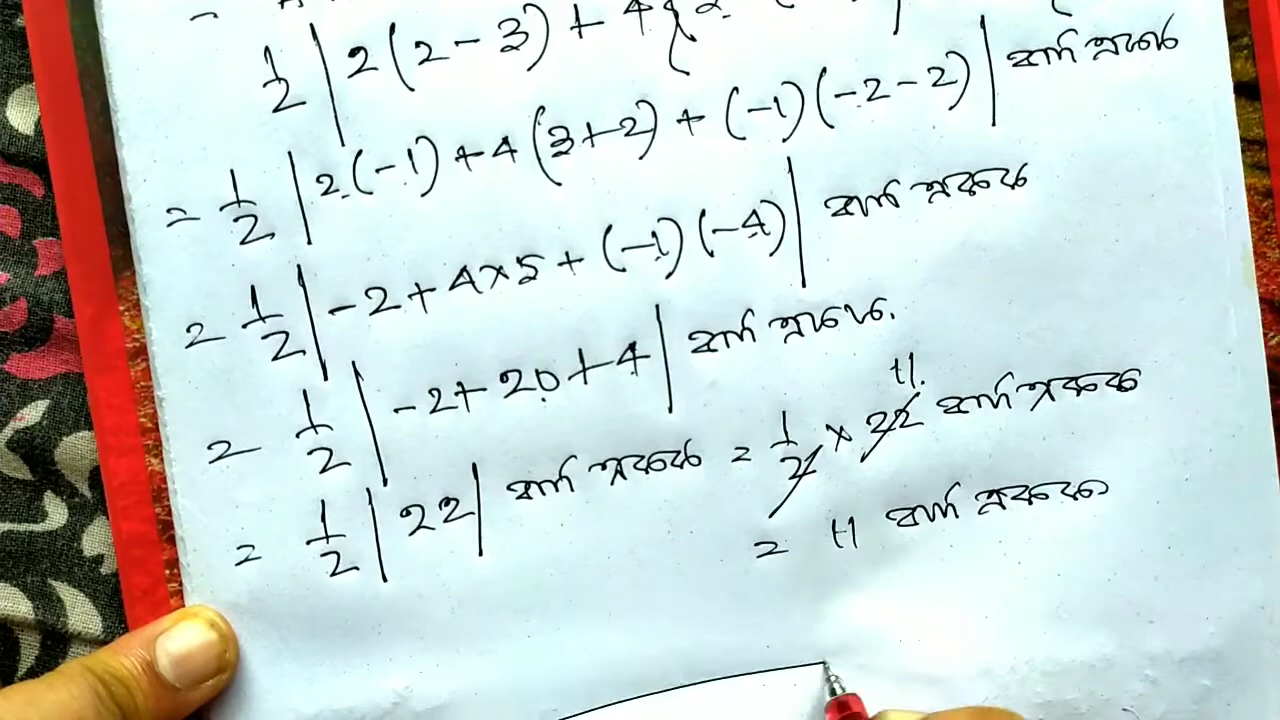 1/2 | 2(2-3) + 4{2
= 1/2 | 2(-1) + 4(3+2) + (-1)(-2-2) | বর্গ একক
= 1/2 | -2 + 4×5 + (-1)(-4) | বর্গ একক
= 1/2 | -2 + 20 + 4 | বর্গ একক.
= 1/2 | 22 | বর্গ একক = 1/2 × 22 11. বর্গ একক
= 11 বর্গ একক